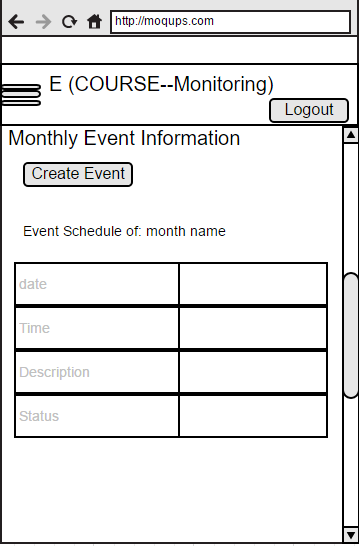 http://moqups.com
E (COURSE--Monitoring)
Logout
Monthly Event Information
Create Event
Event Schedule of: month name
date
Time
Description
Status